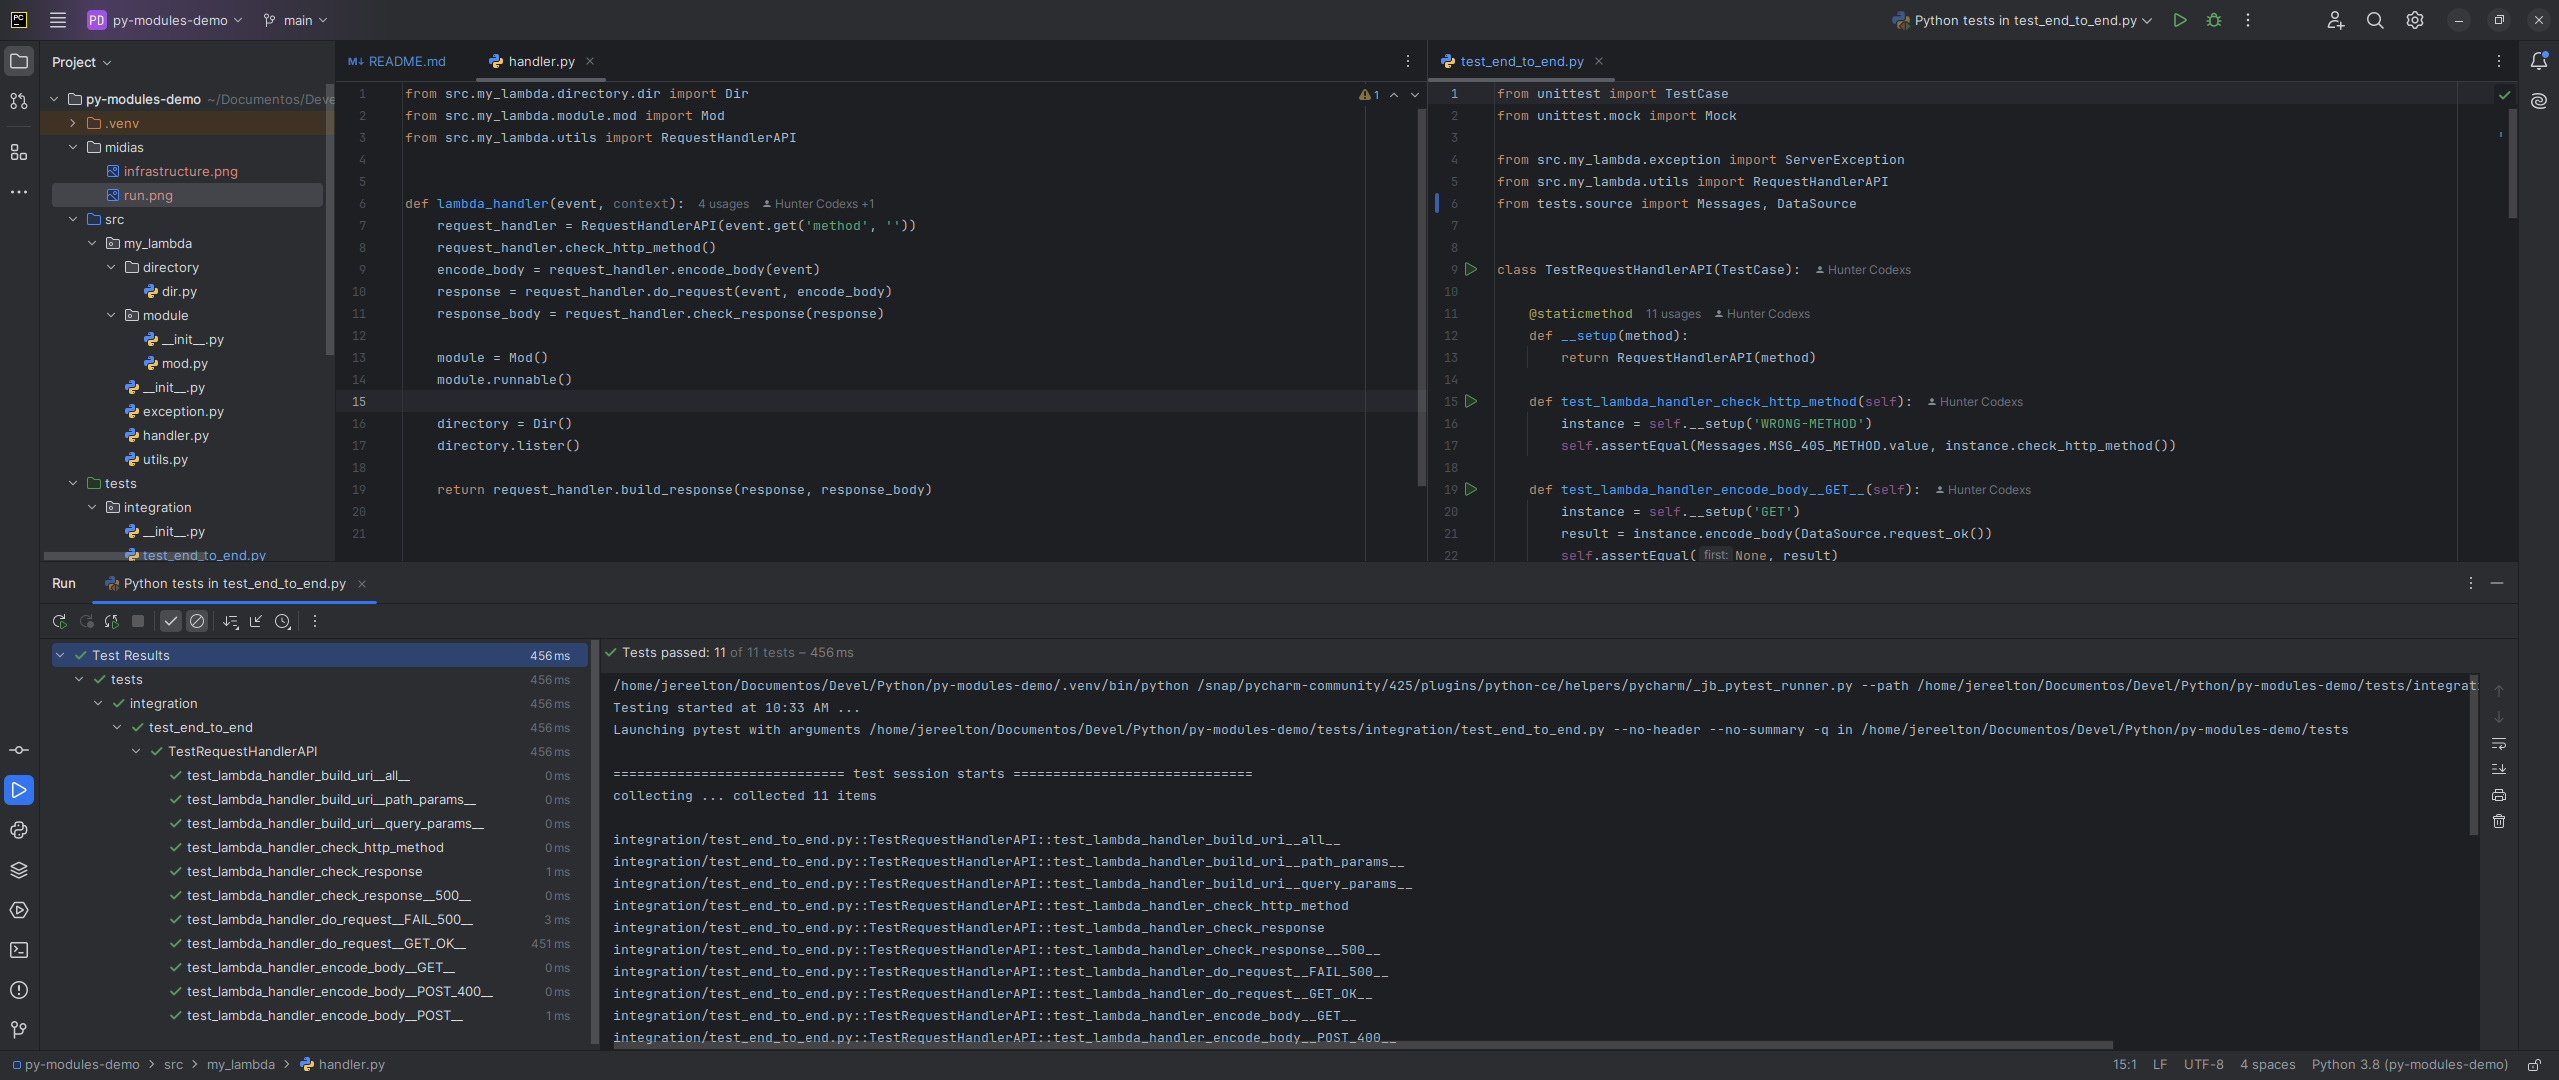 PC
PD py-modules-demo
main
Python tests in test_end_to_end.py
Project
py-modules-demo ~/Documentos/Deve
.venv
midias
infrastructure.png
run.png
src
my_lambda
directory
dir.py
module
__init__.py
mod.py
__init__.py
exception.py
handler.py
utils.py
tests
integration
__init__.py
test_end_to_end.py
M↓ README.md
handler.py
1 from src.my_lambda.directory.dir import Dir
2 from src.my_lambda.module.mod import Mod
3 from src.my_lambda.utils import RequestHandlerAPI
4
5
6 def lambda_handler(event, context): 4 usages Hunter Codexs +1
7 request_handler = RequestHandlerAPI(event.get('method', ''))
8 request_handler.check_http_method()
9 encode_body = request_handler.encode_body(event)
10 response = request_handler.do_request(event, encode_body)
11 response_body = request_handler.check_response(response)
12
13 module = Mod()
14 module.runnable()
15
16 directory = Dir()
17 directory.lister()
18
19 return request_handler.build_response(response, response_body)
20
21
1
test_end_to_end.py
1 from unittest import TestCase
2 from unittest.mock import Mock
3
4 from src.my_lambda.exception import ServerException
5 from src.my_lambda.utils import RequestHandlerAPI
6 from tests.source import Messages, DataSource
7
8
9 class TestRequestHandlerAPI(TestCase): Hunter Codexs
10
11 @staticmethod 11 usages Hunter Codexs
12 def __setup(method):
13 return RequestHandlerAPI(method)
14
15 def test_lambda_handler_check_http_method(self): Hunter Codexs
16 instance = self.__setup('WRONG-METHOD')
17 self.assertEqual(Messages.MSG_405_METHOD.value, instance.check_http_method())
18
19 def test_lambda_handler_encode_body__GET__(self): Hunter Codexs
20 instance = self.__setup('GET')
21 result = instance.encode_body(DataSource.request_ok())
22 self.assertEqual( first: None, result)
Run Python tests in test_end_to_end.py
Test Results 456 ms
tests 456 ms
integration 456 ms
test_end_to_end 456 ms
TestRequestHandlerAPI 456 ms
test_lambda_handler_build_uri__all__ 0 ms
test_lambda_handler_build_uri__path_params__ 0 ms
test_lambda_handler_build_uri__query_params__ 0 ms
test_lambda_handler_check_http_method 0 ms
test_lambda_handler_check_response 1 ms
test_lambda_handler_check_response__500__ 0 ms
test_lambda_handler_do_request__FAIL_500__ 3 ms
test_lambda_handler_do_request__GET_OK__ 451 ms
test_lambda_handler_encode_body__GET__ 0 ms
test_lambda_handler_encode_body__POST_400__ 0 ms
test_lambda_handler_encode_body__POST__ 1 ms
Tests passed: 11 of 11 tests – 456 ms
/home/jereelton/Documentos/Devel/Python/py-modules-demo/.venv/bin/python /snap/pycharm-community/425/plugins/python-ce/helpers/pycharm/_jb_pytest_runner.py --path /home/jereelton/Documentos/Devel/Python/py-modules-demo/tests/integrat
Testing started at 10:33 AM ...
Launching pytest with arguments /home/jereelton/Documentos/Devel/Python/py-modules-demo/tests/integration/test_end_to_end.py --no-header --no-summary -q in /home/jereelton/Documentos/Devel/Python/py-modules-demo/tests
============================= test session starts ==============================
collecting ... collected 11 items
integration/test_end_to_end.py::TestRequestHandlerAPI::test_lambda_handler_build_uri__all__
integration/test_end_to_end.py::TestRequestHandlerAPI::test_lambda_handler_build_uri__path_params__
integration/test_end_to_end.py::TestRequestHandlerAPI::test_lambda_handler_build_uri__query_params__
integration/test_end_to_end.py::TestRequestHandlerAPI::test_lambda_handler_check_http_method
integration/test_end_to_end.py::TestRequestHandlerAPI::test_lambda_handler_check_response
integration/test_end_to_end.py::TestRequestHandlerAPI::test_lambda_handler_check_response__500__
integration/test_end_to_end.py::TestRequestHandlerAPI::test_lambda_handler_do_request__FAIL_500__
integration/test_end_to_end.py::TestRequestHandlerAPI::test_lambda_handler_do_request__GET_OK__
integration/test_end_to_end.py::TestRequestHandlerAPI::test_lambda_handler_encode_body__GET__
integration/test_end_to_end.py::TestRequestHandlerAPI::test_lambda_handler_encode_body__POST_400__
py-modules-demo > src > my_lambda > handler.py
15:1 LF UTF-8 4 spaces Python 3.8 (py-modules-demo)